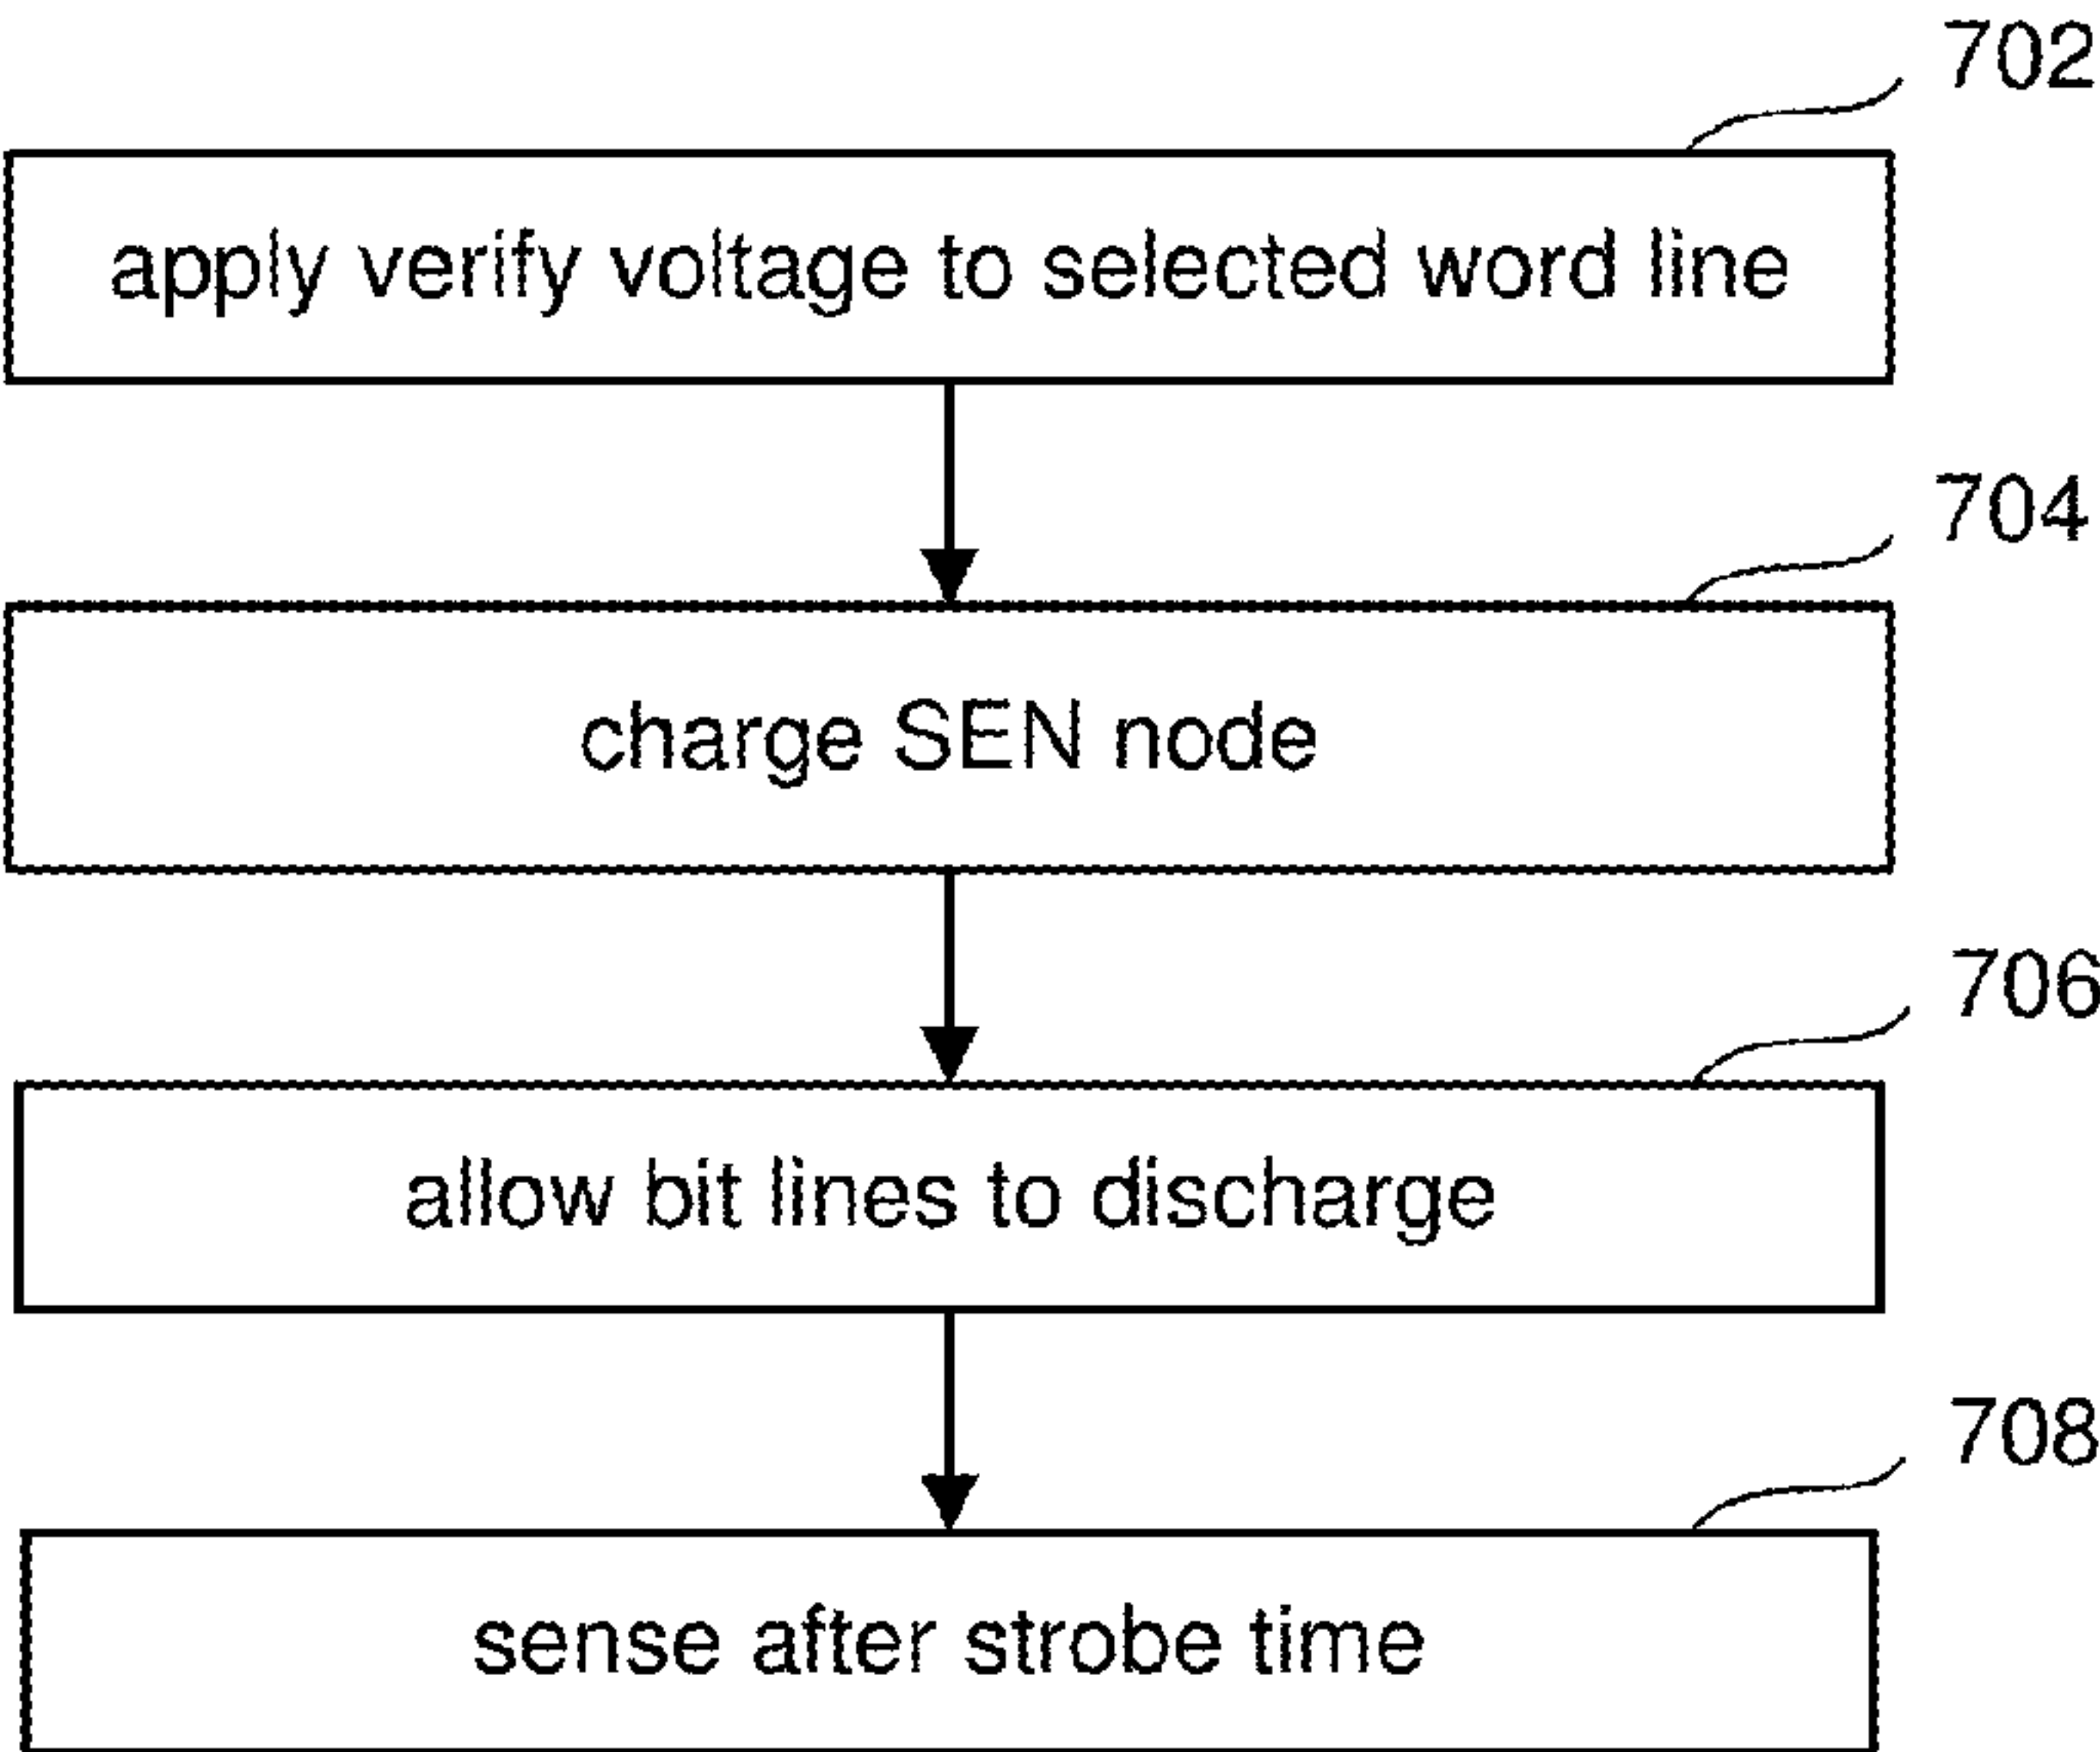 702
apply verify voltage to selected word line
704
charge SEN node
706
allow bit lines to discharge
708
sense after strobe time